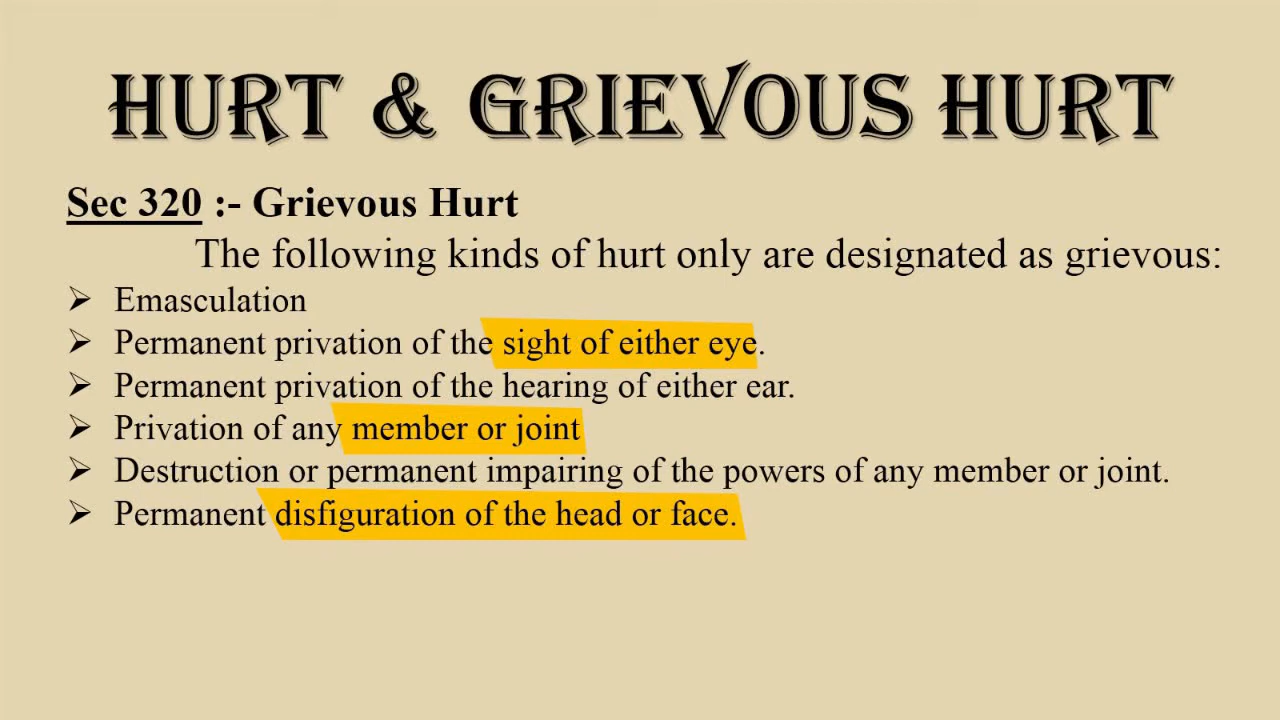 HURT & GRIEVOUS HURT
Sec 320 :- Grievous Hurt
The following kinds of hurt only are designated as grievous:
➢ Emasculation
➢ Permanent privation of the sight of either eye.
➢ Permanent privation of the hearing of either ear.
➢ Privation of any member or joint
➢ Destruction or permanent impairing of the powers of any member or joint.
➢ Permanent disfiguration of the head or face.